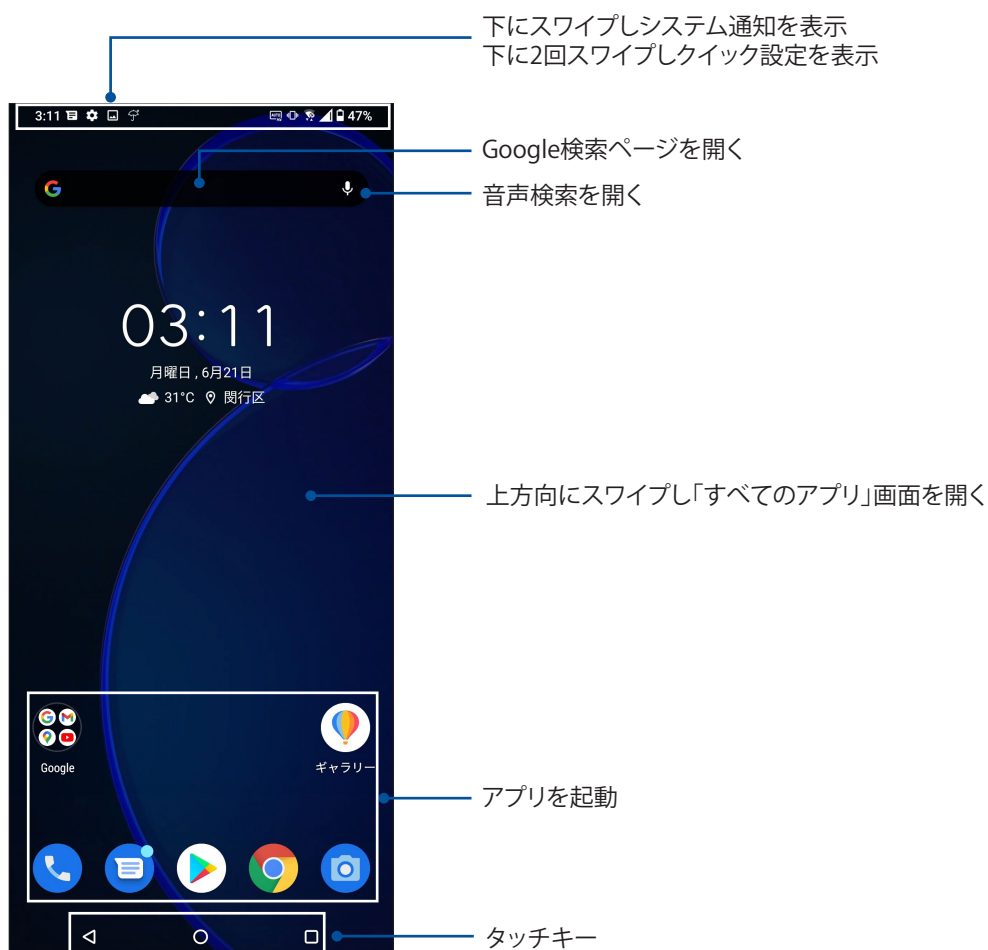 下にスワイプしシステム通知を表示
下に2回スワイプしクイック設定を表示
3:11
47%
Google検索ページを開く
音声検索を開く
03:11
月曜日 , 6月21日
31°C 閔行区
上方向にスワイプし「すべてのアプリ」画面を開く
Google
ギャラリー
アプリを起動
タッチキー